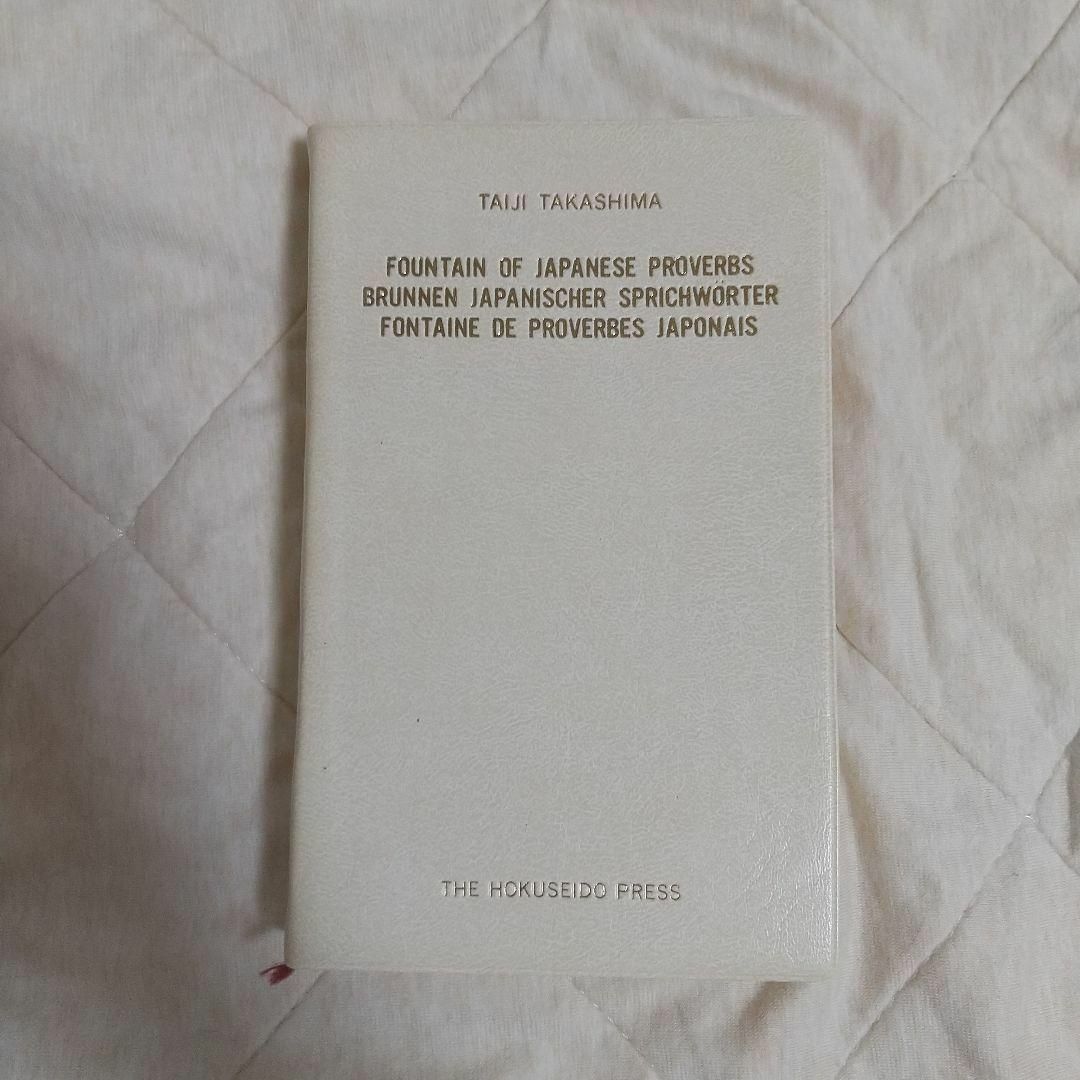 TAIJI TAKASHIMA
FOUNTAIN OF JAPANESE PROVERBS
BRUNNEN JAPANISCHER SPRICHWÖRTER
FONTAINE DE PROVERBES JAPONAIS
THE HOKUSEIDO PRESS